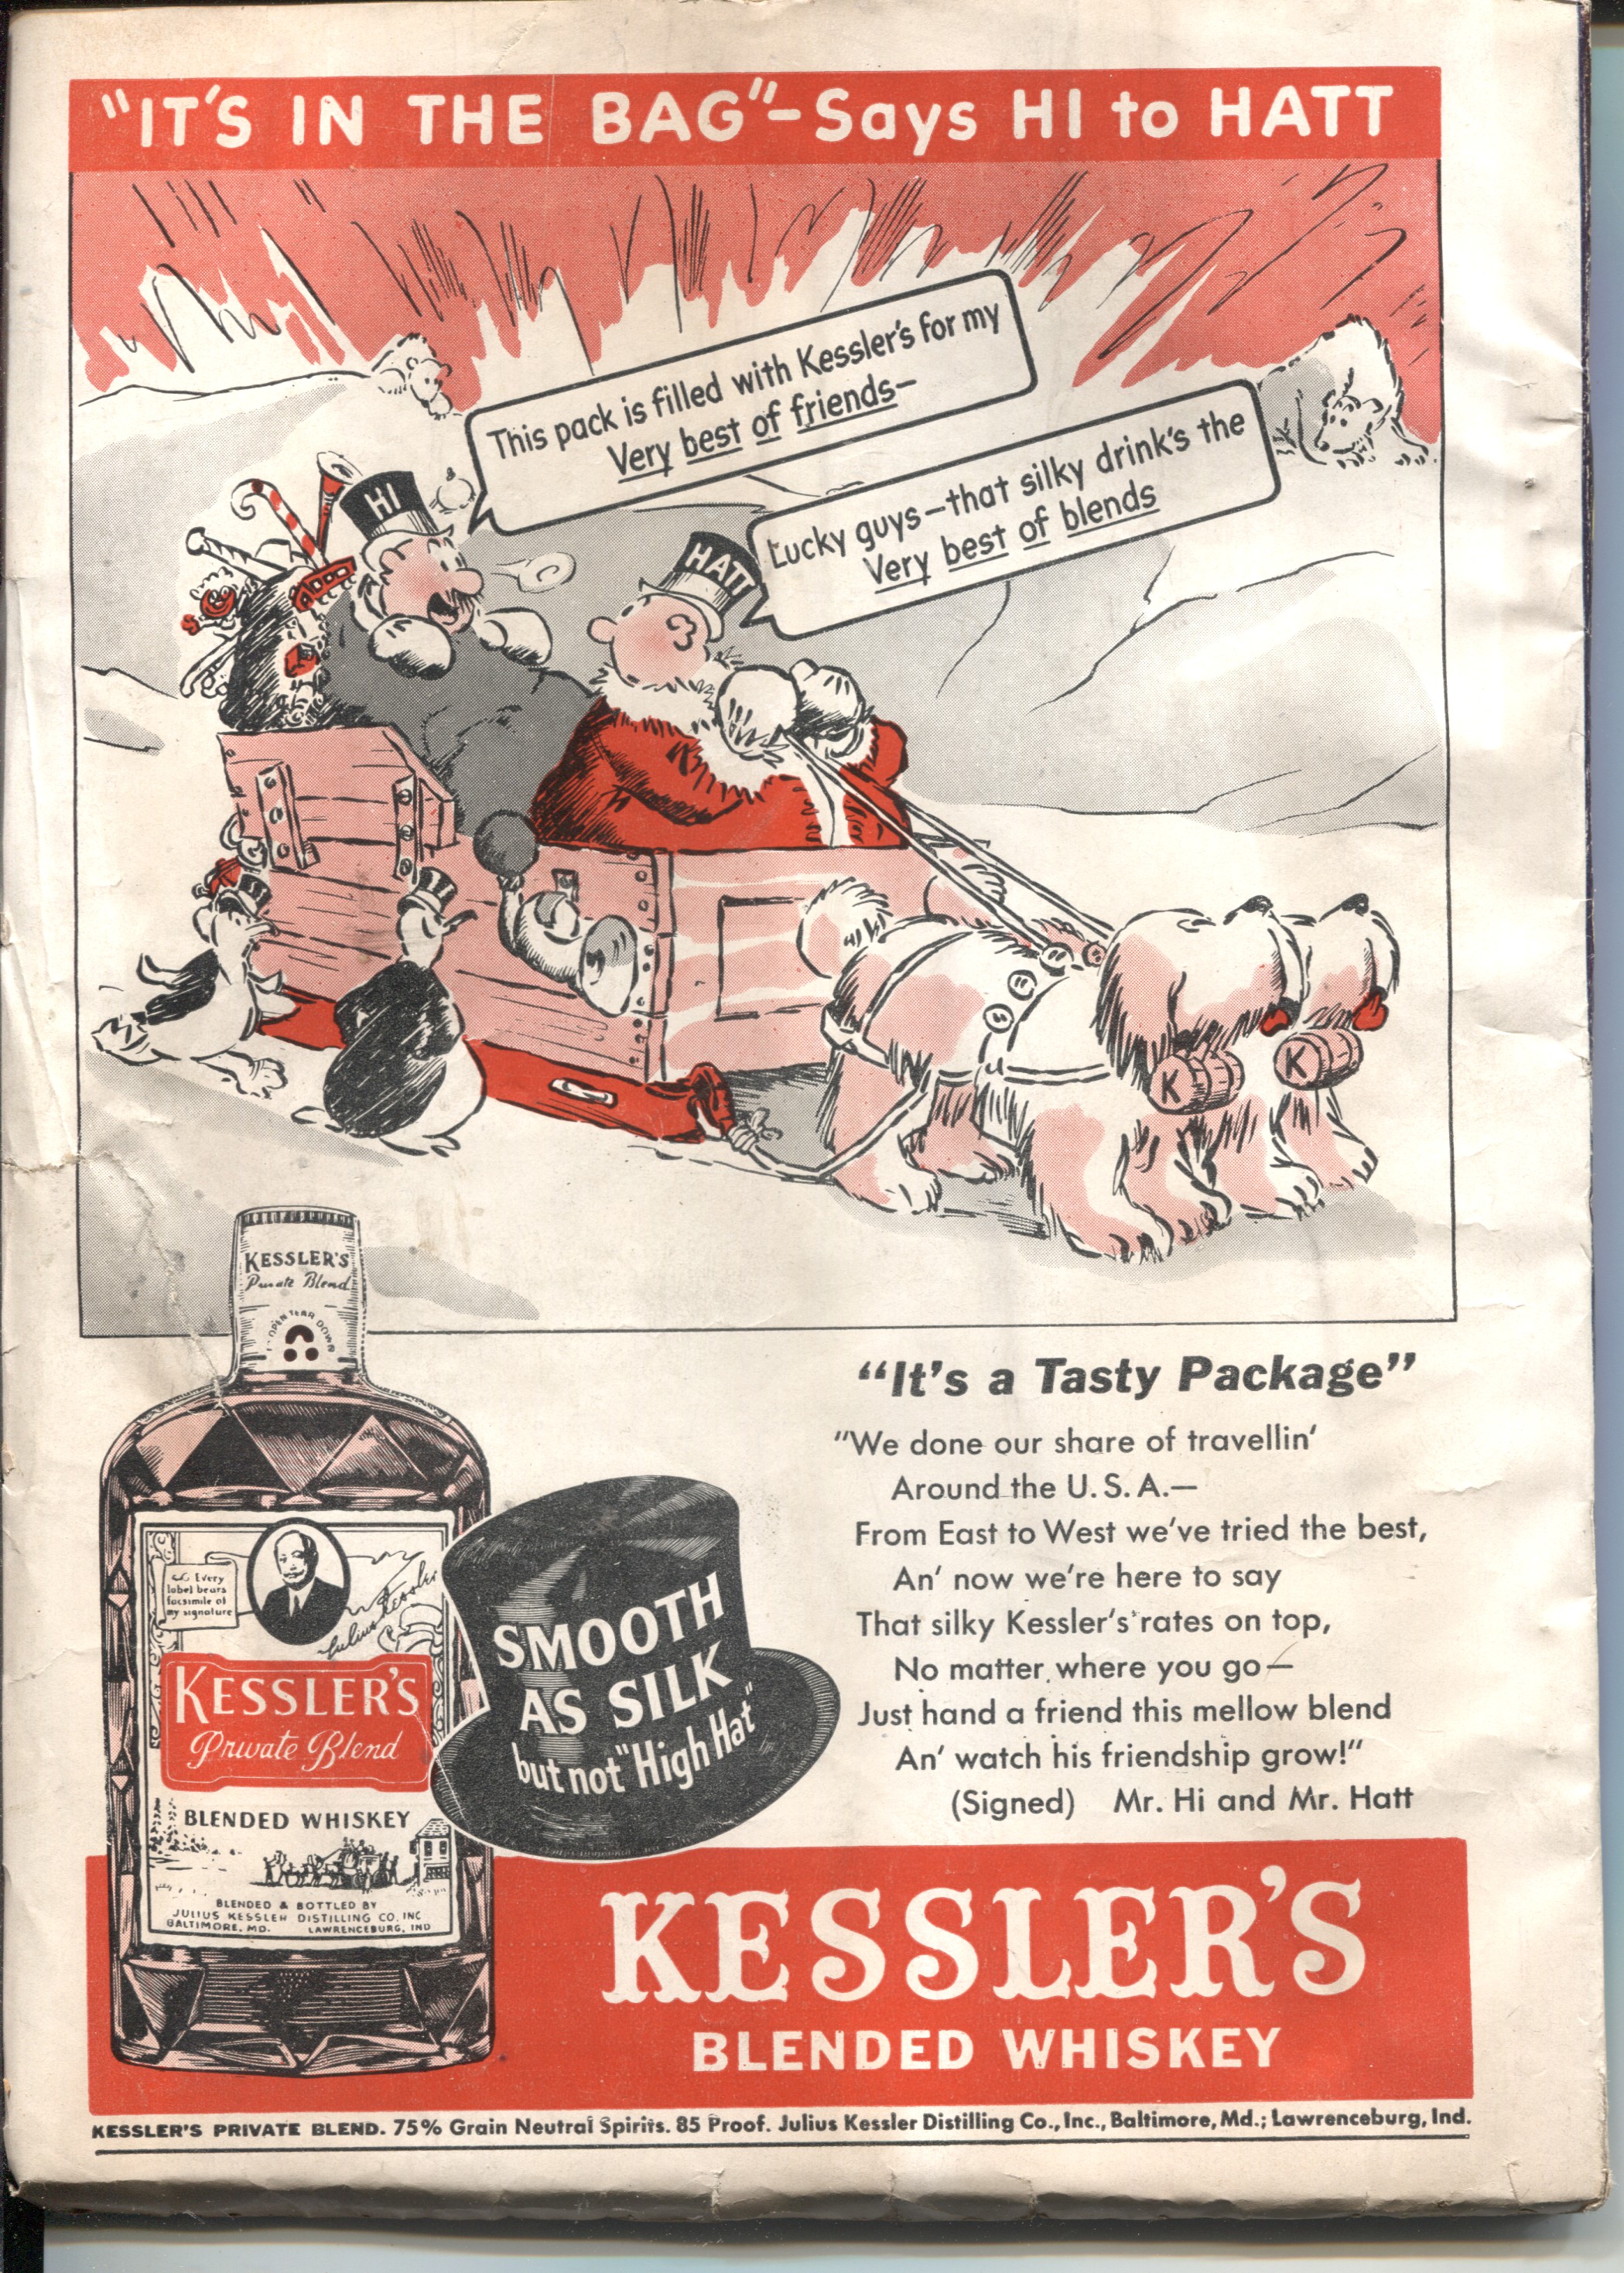 "IT'S IN THE BAG"-Says HI to HATT
This pack is filled with Kessler's for my
Very best of friends-
Lucky guys-that silky drink's the
Very best of blends
HI
HATT
K
K
KESSLER'S
Private Blend
OPEN TEAR DOWN
Every
label bears
facsimile of
my signature
Julius Kessler
KESSLER'S
Private Blend
BLENDED WHISKEY
BLENDED & BOTTLED BY
JULIUS KESSLER DISTILLING CO. INC
BALTIMORE, MD. LAWRENCEBURG, IND
SMOOTH
AS SILK
but not "High Hat"
"It's a Tasty Package"
"We done our share of travellin'
Around the U.S.A.—
From East to West we've tried the best,
An' now we're here to say
That silky Kessler's rates on top,
No matter where you go—
Just hand a friend this mellow blend
An' watch his friendship grow!"
(Signed) Mr. Hi and Mr. Hatt
KESSLER'S
BLENDED WHISKEY
KESSLER'S PRIVATE BLEND. 75% Grain Neutral Spirits. 85 Proof. Julius Kessler Distilling Co., Inc., Baltimore, Md.; Lawrenceburg, Ind.